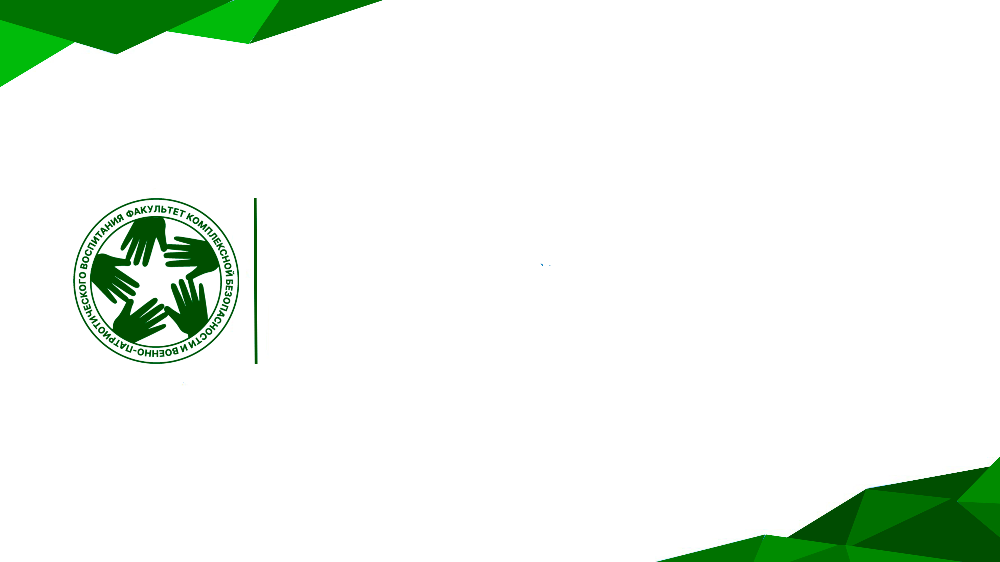 ФАКУЛЬТЕТ КОМПЛЕКСНОЙ БЕЗОПАСНОСТИ И ВОЕННО-ПАТРИОТИЧЕСКОГО ВОСПИТАНИЯ